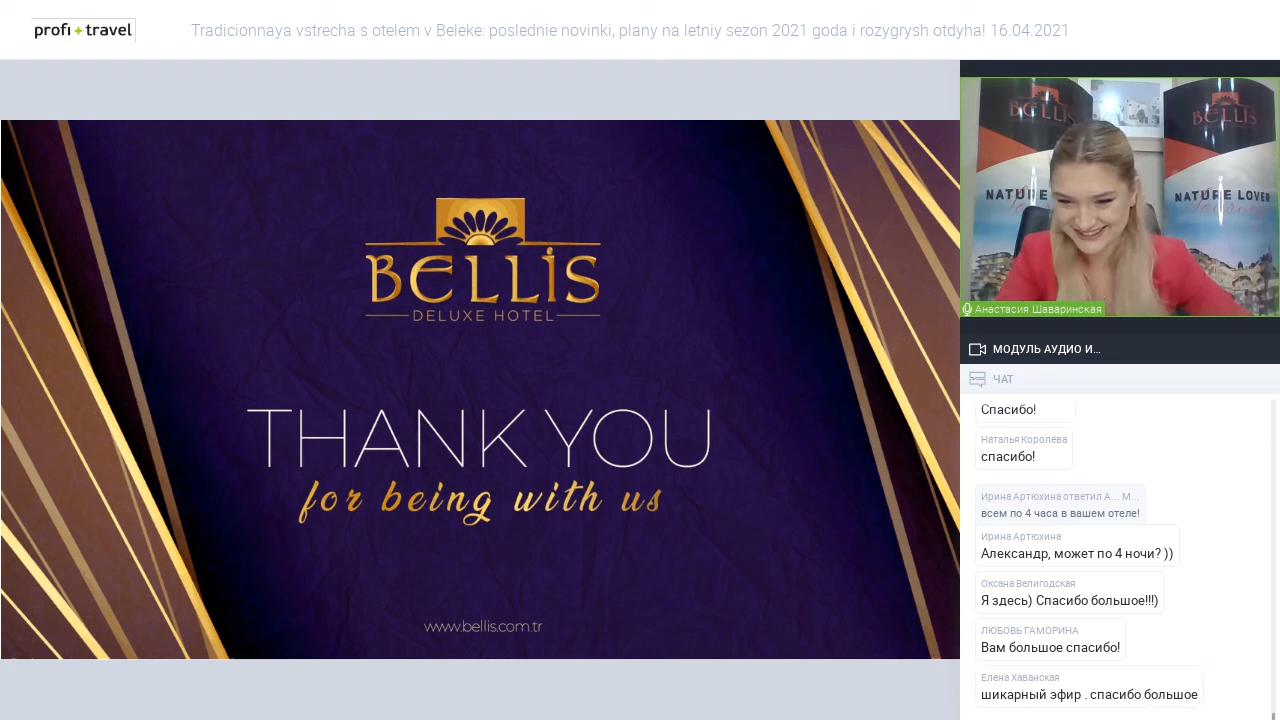 profi + travel
Tradicionnaya vstrecha s otelem v Beleke: poslednie novinki, plany na letniy sezon 2021 goda i rozygrysh otdyha! 16.04.2021
BELLIS
DELUXE HOTEL
THANK YOU
for being with us
www.bellis.com.tr
BELLIS
BELLIS
NATURE LOVER
NATURE LOVER
Анастасия Шаваринская
МОДУЛЬ АУДИО И...
ЧАТ
Спасибо!
Наталья Королёва
спасибо!
Ирина Артюхина ответил А... М...
всем по 4 часа в вашем отеле!
Ирина Артюхина
Александр, может по 4 ночи? ))
Оксана Велигодская
Я здесь) Спасибо большое!!!)
ЛЮБОВЬ ГАМОРИНА
Вам большое спасибо!
Елена Хаванская
шикарный эфир . спасибо большое